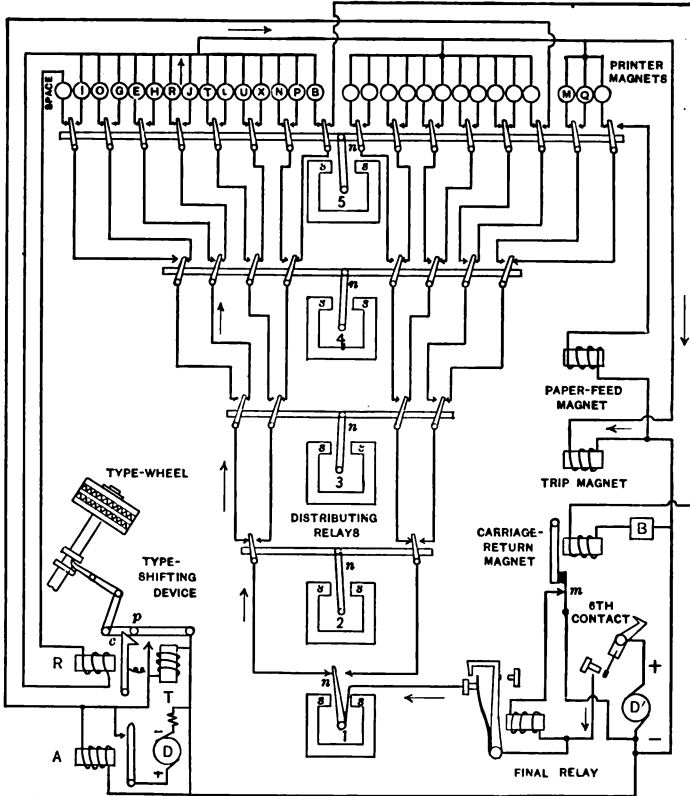 PRINTER
MAGNETS
SPACE
I O G E H R J T L U X N P B
M Q
n
s s
5
n
s s
4
n
s s
3
n
s s
2
n
s s
1
DISTRIBUTING
RELAYS
PAPER-FEED
MAGNET
TRIP MAGNET
CARRIAGE-
RETURN
MAGNET
B
m
6TH
CONTACT
+
D'
−
FINAL RELAY
TYPE-WHEEL
TYPE-
SHIFTING
DEVICE
c p
R
T
A
−
D
+